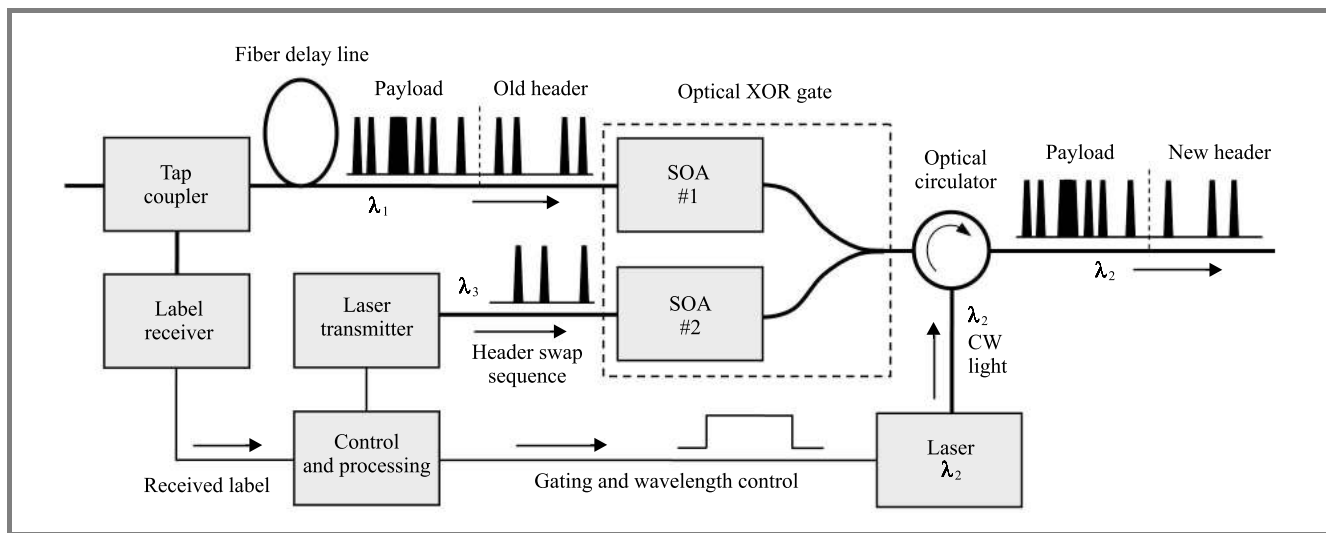 Fiber delay line
Payload
Old header
Optical XOR gate
Tap
coupler
λ1
SOA
#1
Optical
circulator
Payload
New header
λ2
Label
receiver
Laser
transmitter
λ3
Header swap
sequence
SOA
#2
λ2
CW
light
Received label
Control
and processing
Gating and wavelength control
Laser
λ2